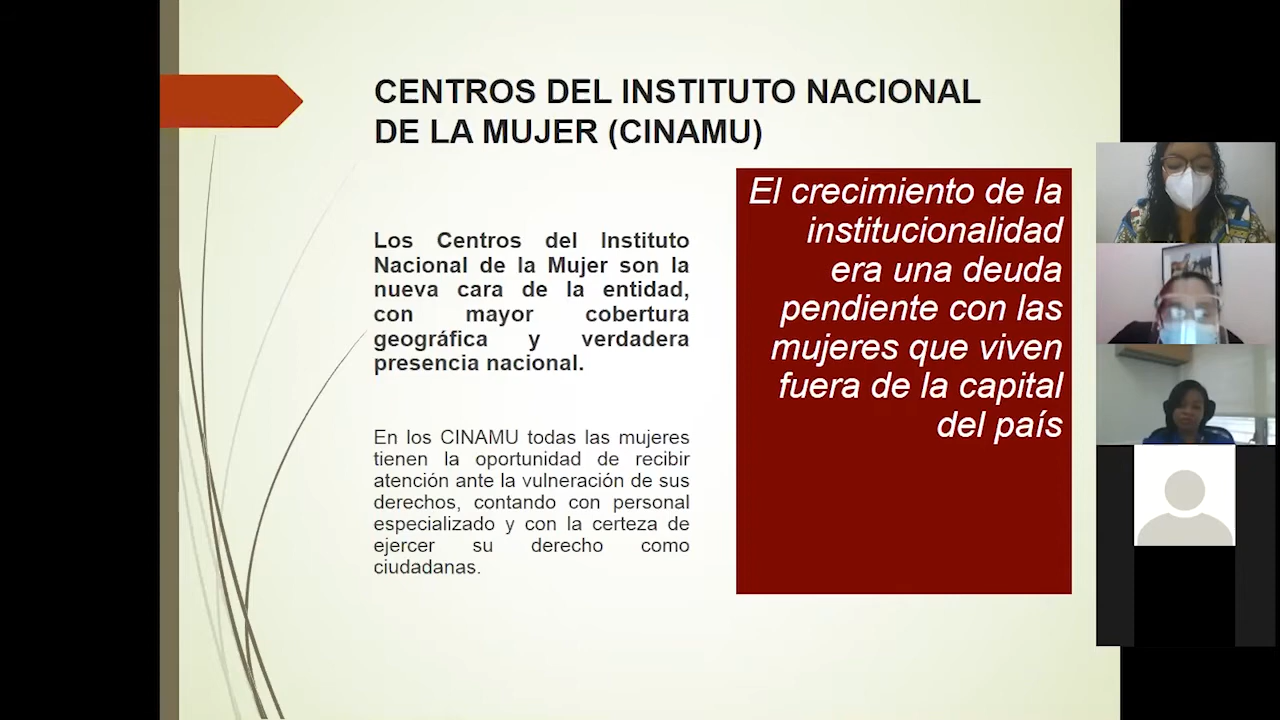 CENTROS DEL INSTITUTO NACIONAL
DE LA MUJER (CINAMU)
Los Centros del Instituto
Nacional de la Mujer son la
nueva cara de la entidad,
con mayor cobertura
geográfica y verdadera
presencia nacional.
En los CINAMU todas las mujeres
tienen la oportunidad de recibir
atención ante la vulneración de sus
derechos, contando con personal
especializado y con la certeza de
ejercer su derecho como
ciudadanas.
El crecimiento de la
institucionalidad
era una deuda
pendiente con las
mujeres que viven
fuera de la capital
del país